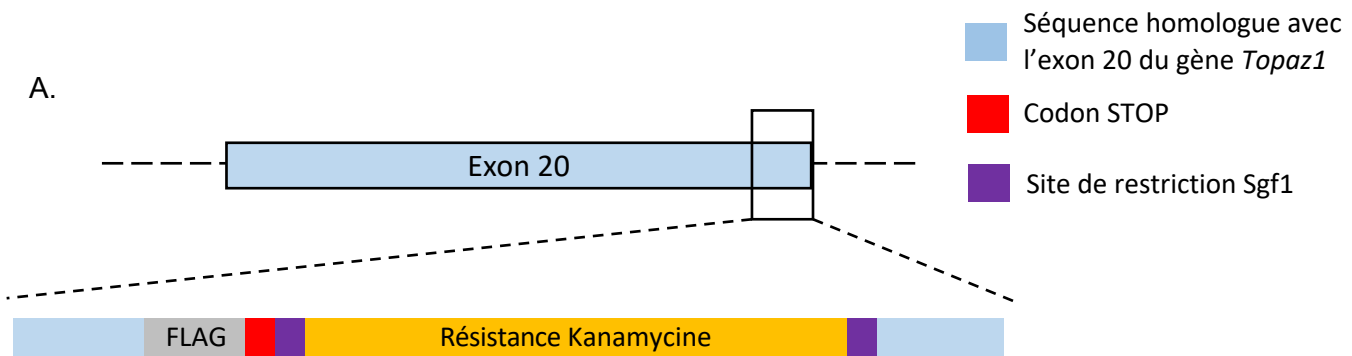 A.
Exon 20
Séquence homologue avec
l'exon 20 du gène Topaz1
Codon STOP
Site de restriction Sgf1
FLAG
Résistance Kanamycine